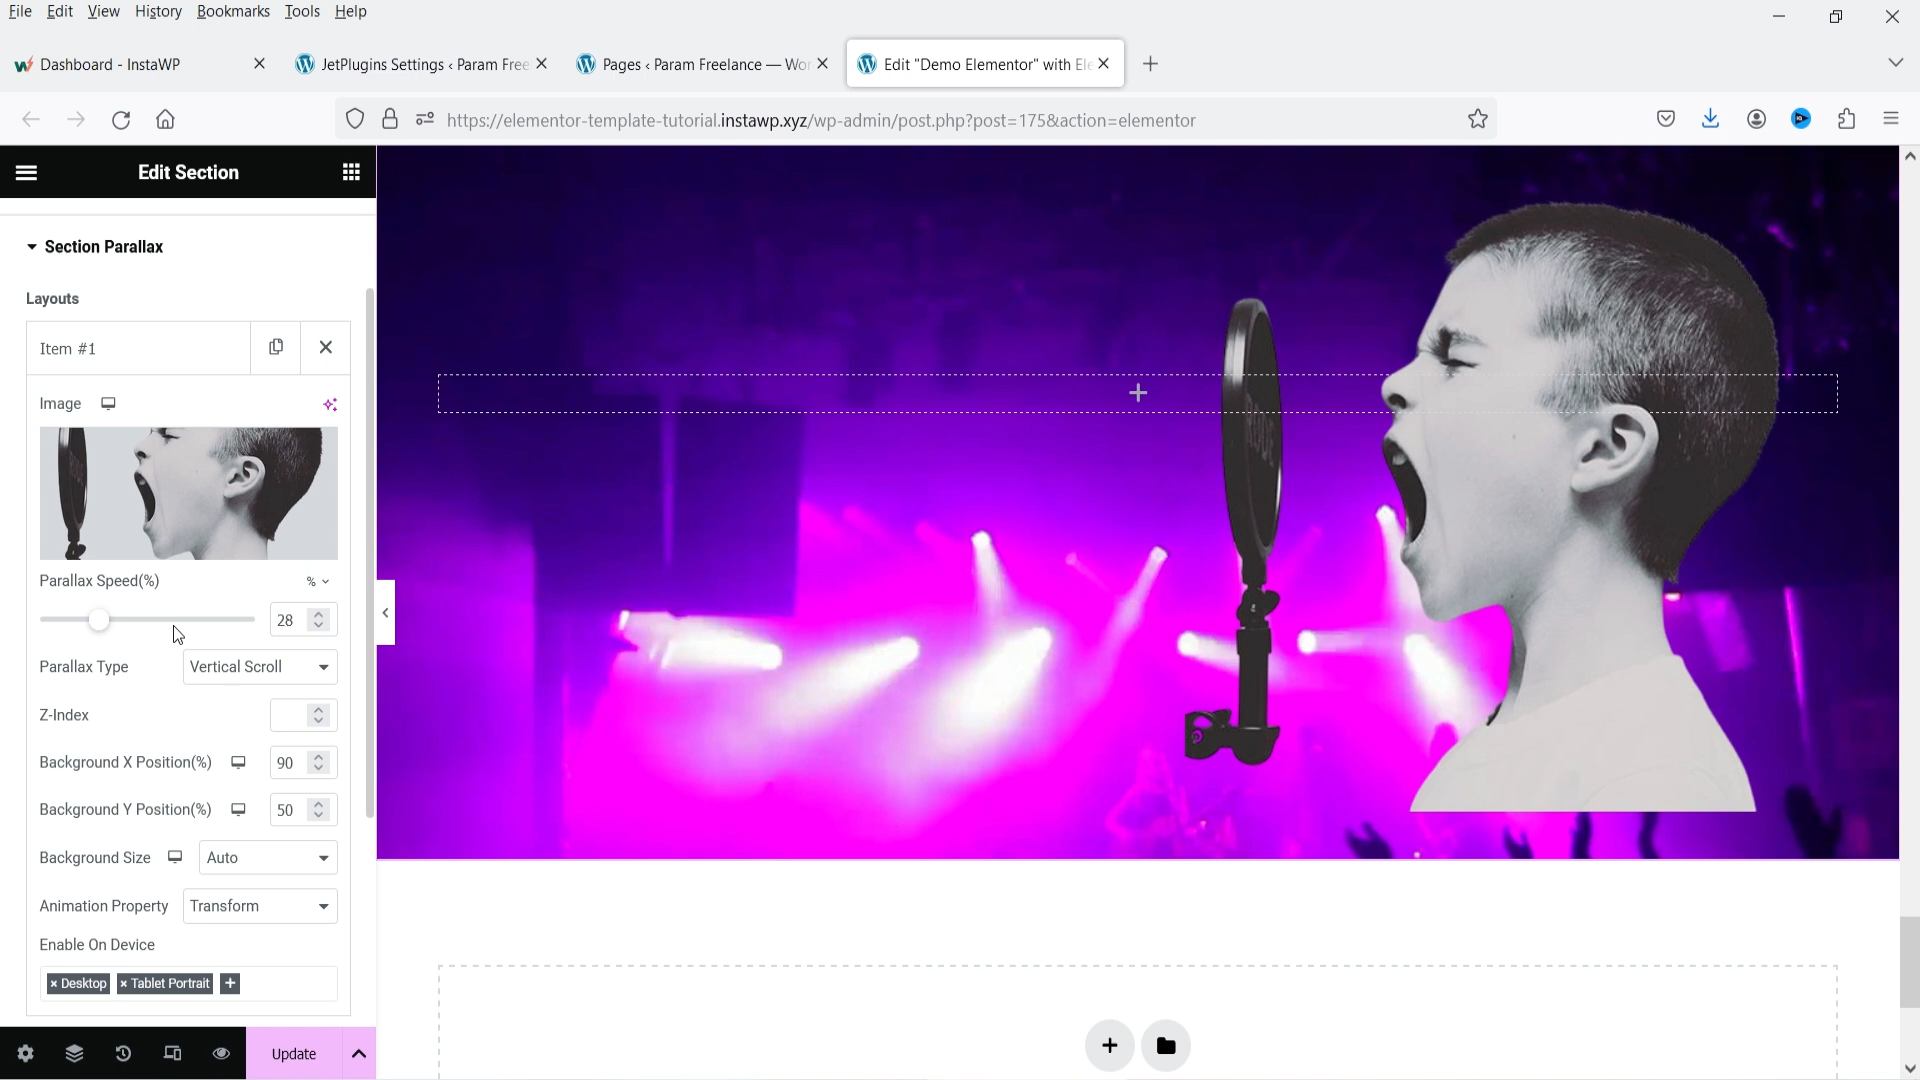 File Edit View History Bookmarks Tools Help
Dashboard - InstaWP
JetPlugins Settings ‹ Param Free
Pages ‹ Param Freelance — Wor
Edit "Demo Elementor" with Ele
https://elementor-template-tutorial.instawp.xyz/wp-admin/post.php?post=175&action=elementor
Edit Section
Section Parallax
Layouts
Item #1
Image
Parallax Speed(%) %
28
Parallax Type Vertical Scroll
Z-Index
Background X Position(%) 90
Background Y Position(%) 50
Background Size Auto
Animation Property Transform
Enable On Device
× Desktop × Tablet Portrait +
Update